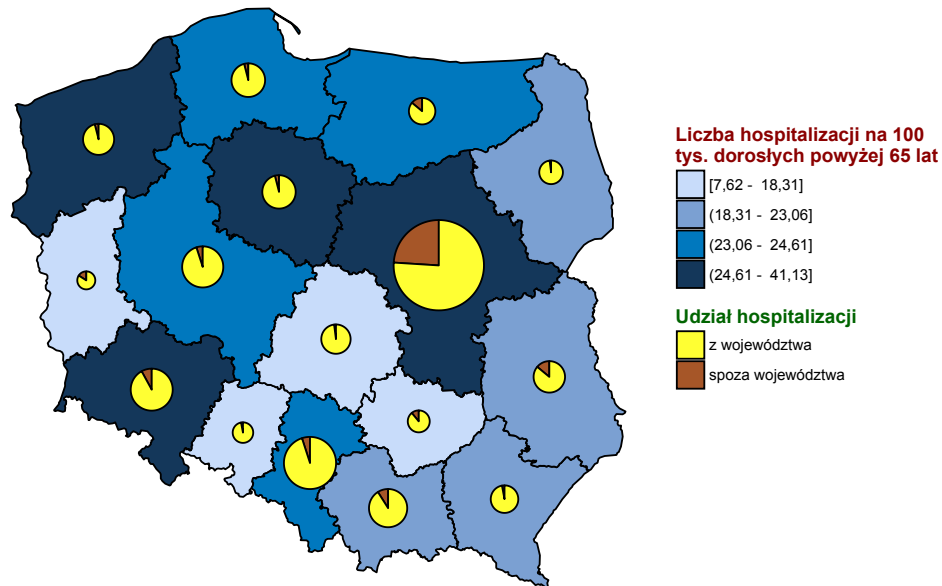 Liczba hospitalizacji na 100
tys. dorosłych powyżej 65 lat
[7,62 - 18,31]
(18,31 - 23,06]
(23,06 - 24,61]
(24,61 - 41,13]
Udział hospitalizacji
z województwa
spoza województwa